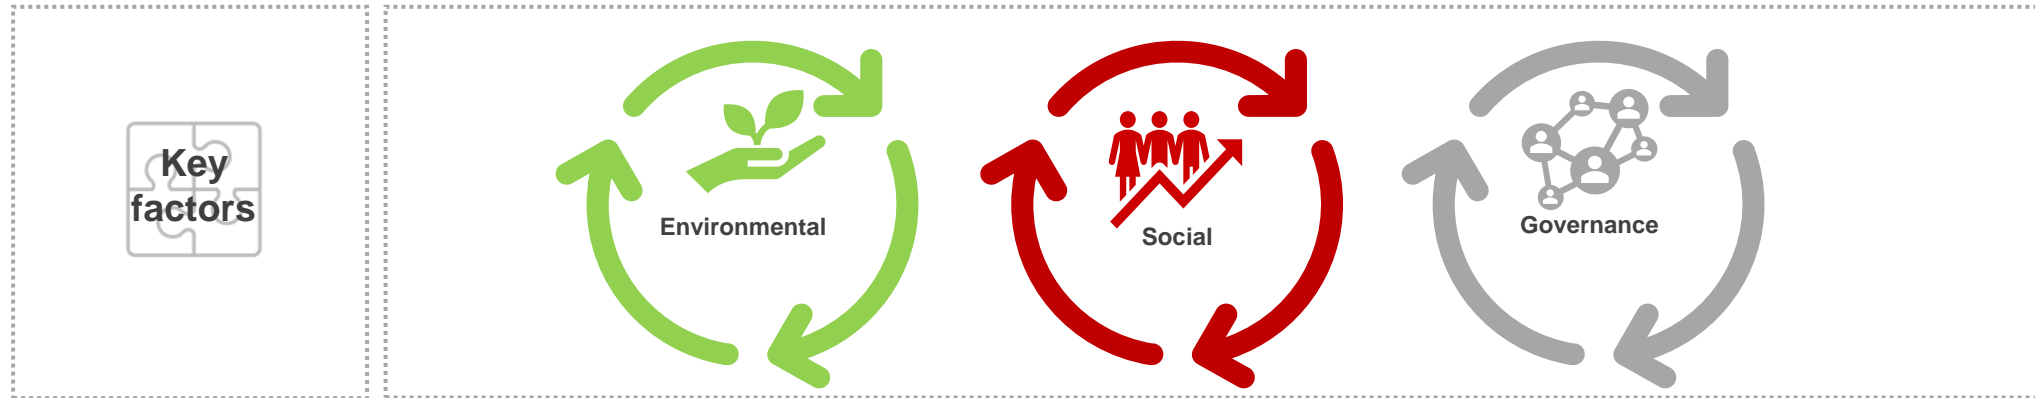 Key
factors
Environmental
Social
Governance